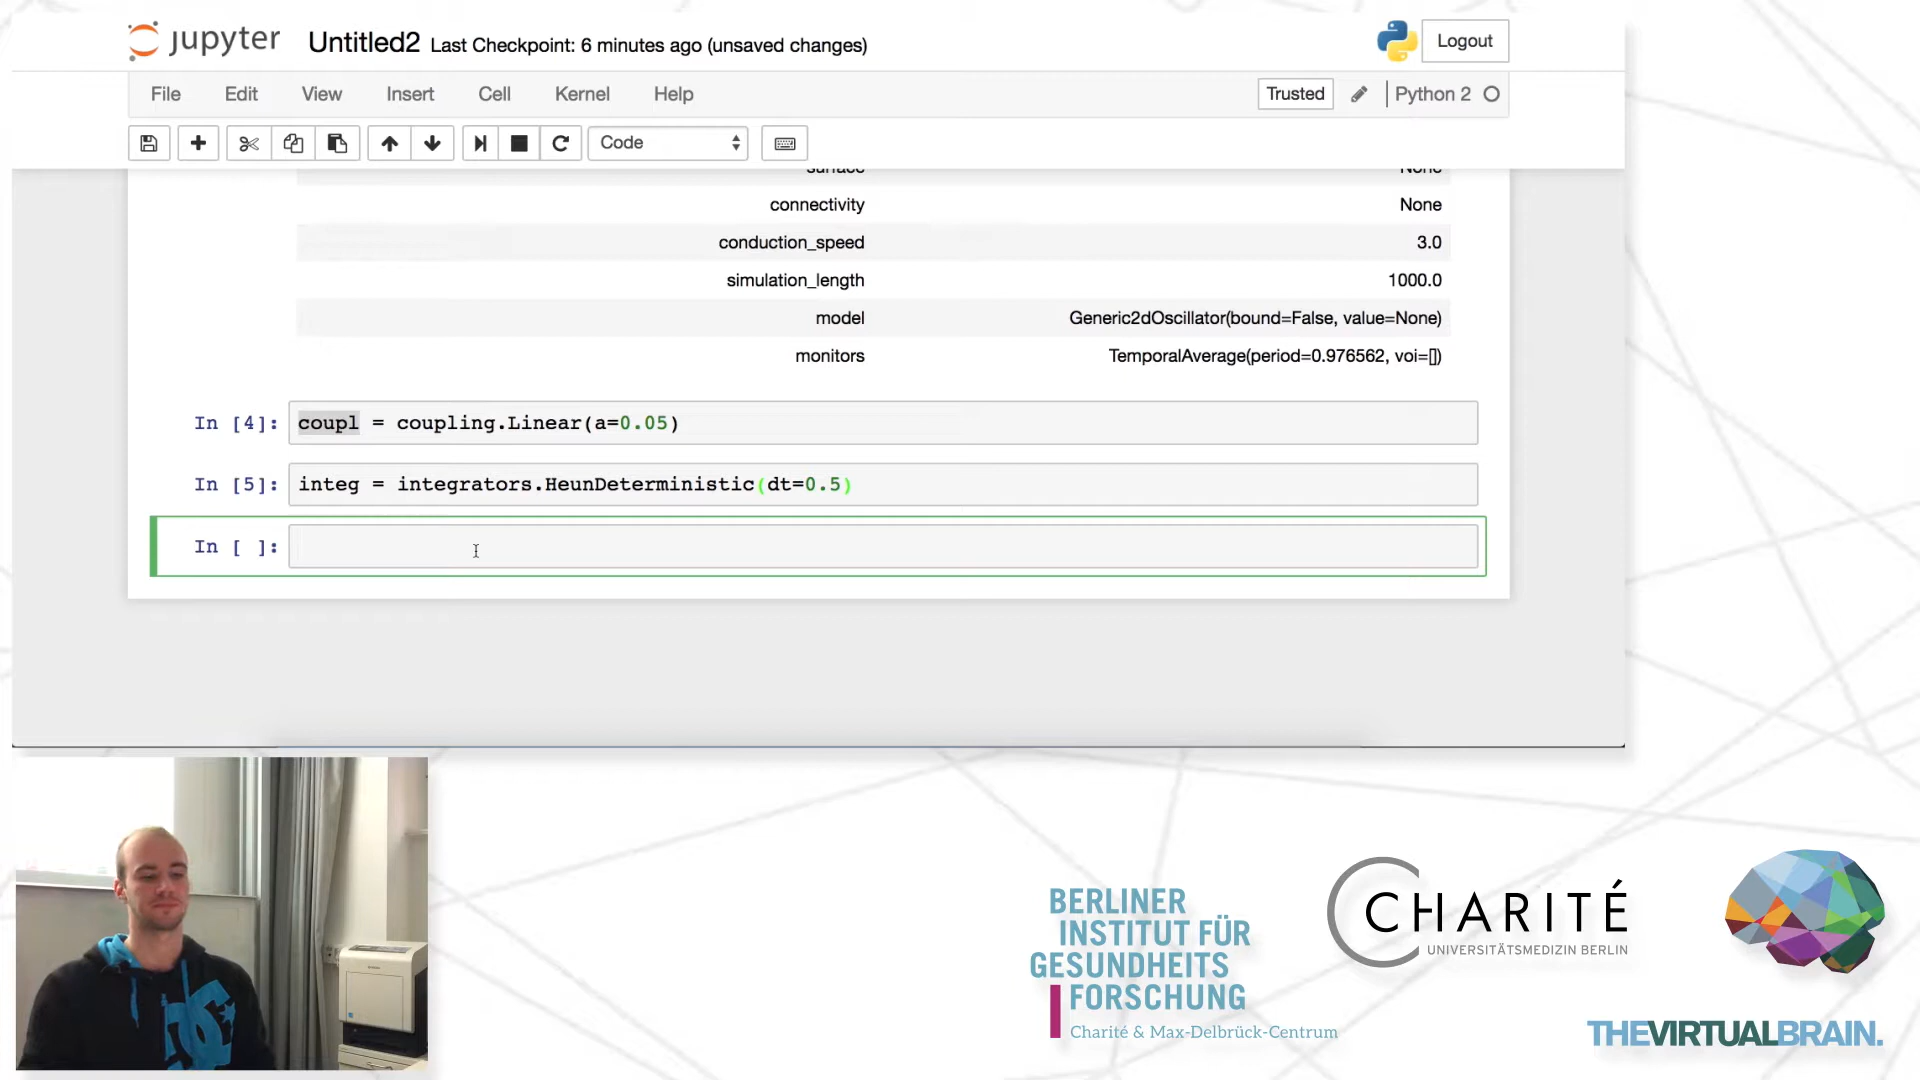 jupyter Untitled2 Last Checkpoint: 6 minutes ago (unsaved changes) Logout
File Edit View Insert Cell Kernel Help Trusted Python 2
Code
surface None
connectivity None
conduction_speed 3.0
simulation_length 1000.0
model Generic2dOscillator(bound=False, value=None)
monitors TemporalAverage(period=0.976562, voi=[])
In [4]: coupl = coupling.Linear(a=0.05)
In [5]: integ = integrators.HeunDeterministic(dt=0.5)
In [ ]:
BERLINER
INSTITUT FÜR
GESUNDHEITS
FORSCHUNG
Charité & Max-Delbrück-Centrum
CHARITÉ
UNIVERSITÄTSMEDIZIN BERLIN
THEVIRTUALBRAIN.